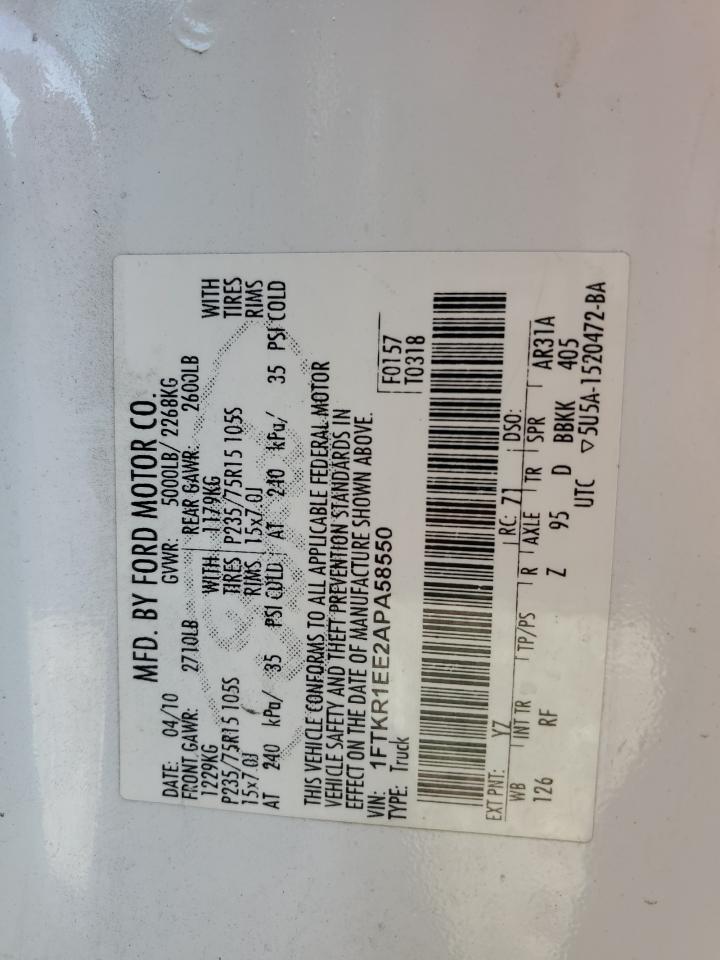 MFD. BY FORD MOTOR CO.
DATE: 04/10 GVWR: 5000LB/ 2268KG
FRONT GAWR: 2710LB REAR GAWR: 2600LB
1229KG WITH 1179KG WITH
P235/75R15 105S TIRES P235/75R15 105S TIRES
15x7.0J RIMS 15x7.0J RIMS
AT 240 kPa/ 35 PSI COLD AT 240 kPa/ 35 PSI COLD
THIS VEHICLE CONFORMS TO ALL APPLICABLE FEDERAL MOTOR
VEHICLE SAFETY AND THEFT PREVENTION STANDARDS IN
EFFECT ON THE DATE OF MANUFACTURE SHOWN ABOVE.
VIN: 1FTKR1EE2APA58550 F0157
TYPE: Truck T0318
EXT PNT: YZ RC: 71 DSO:
WB INT TR TP/PS R AXLE TR SPR AR31A
126 RF Z 95 D BBKK 405
UTC ▽5U5A-1520472-BA